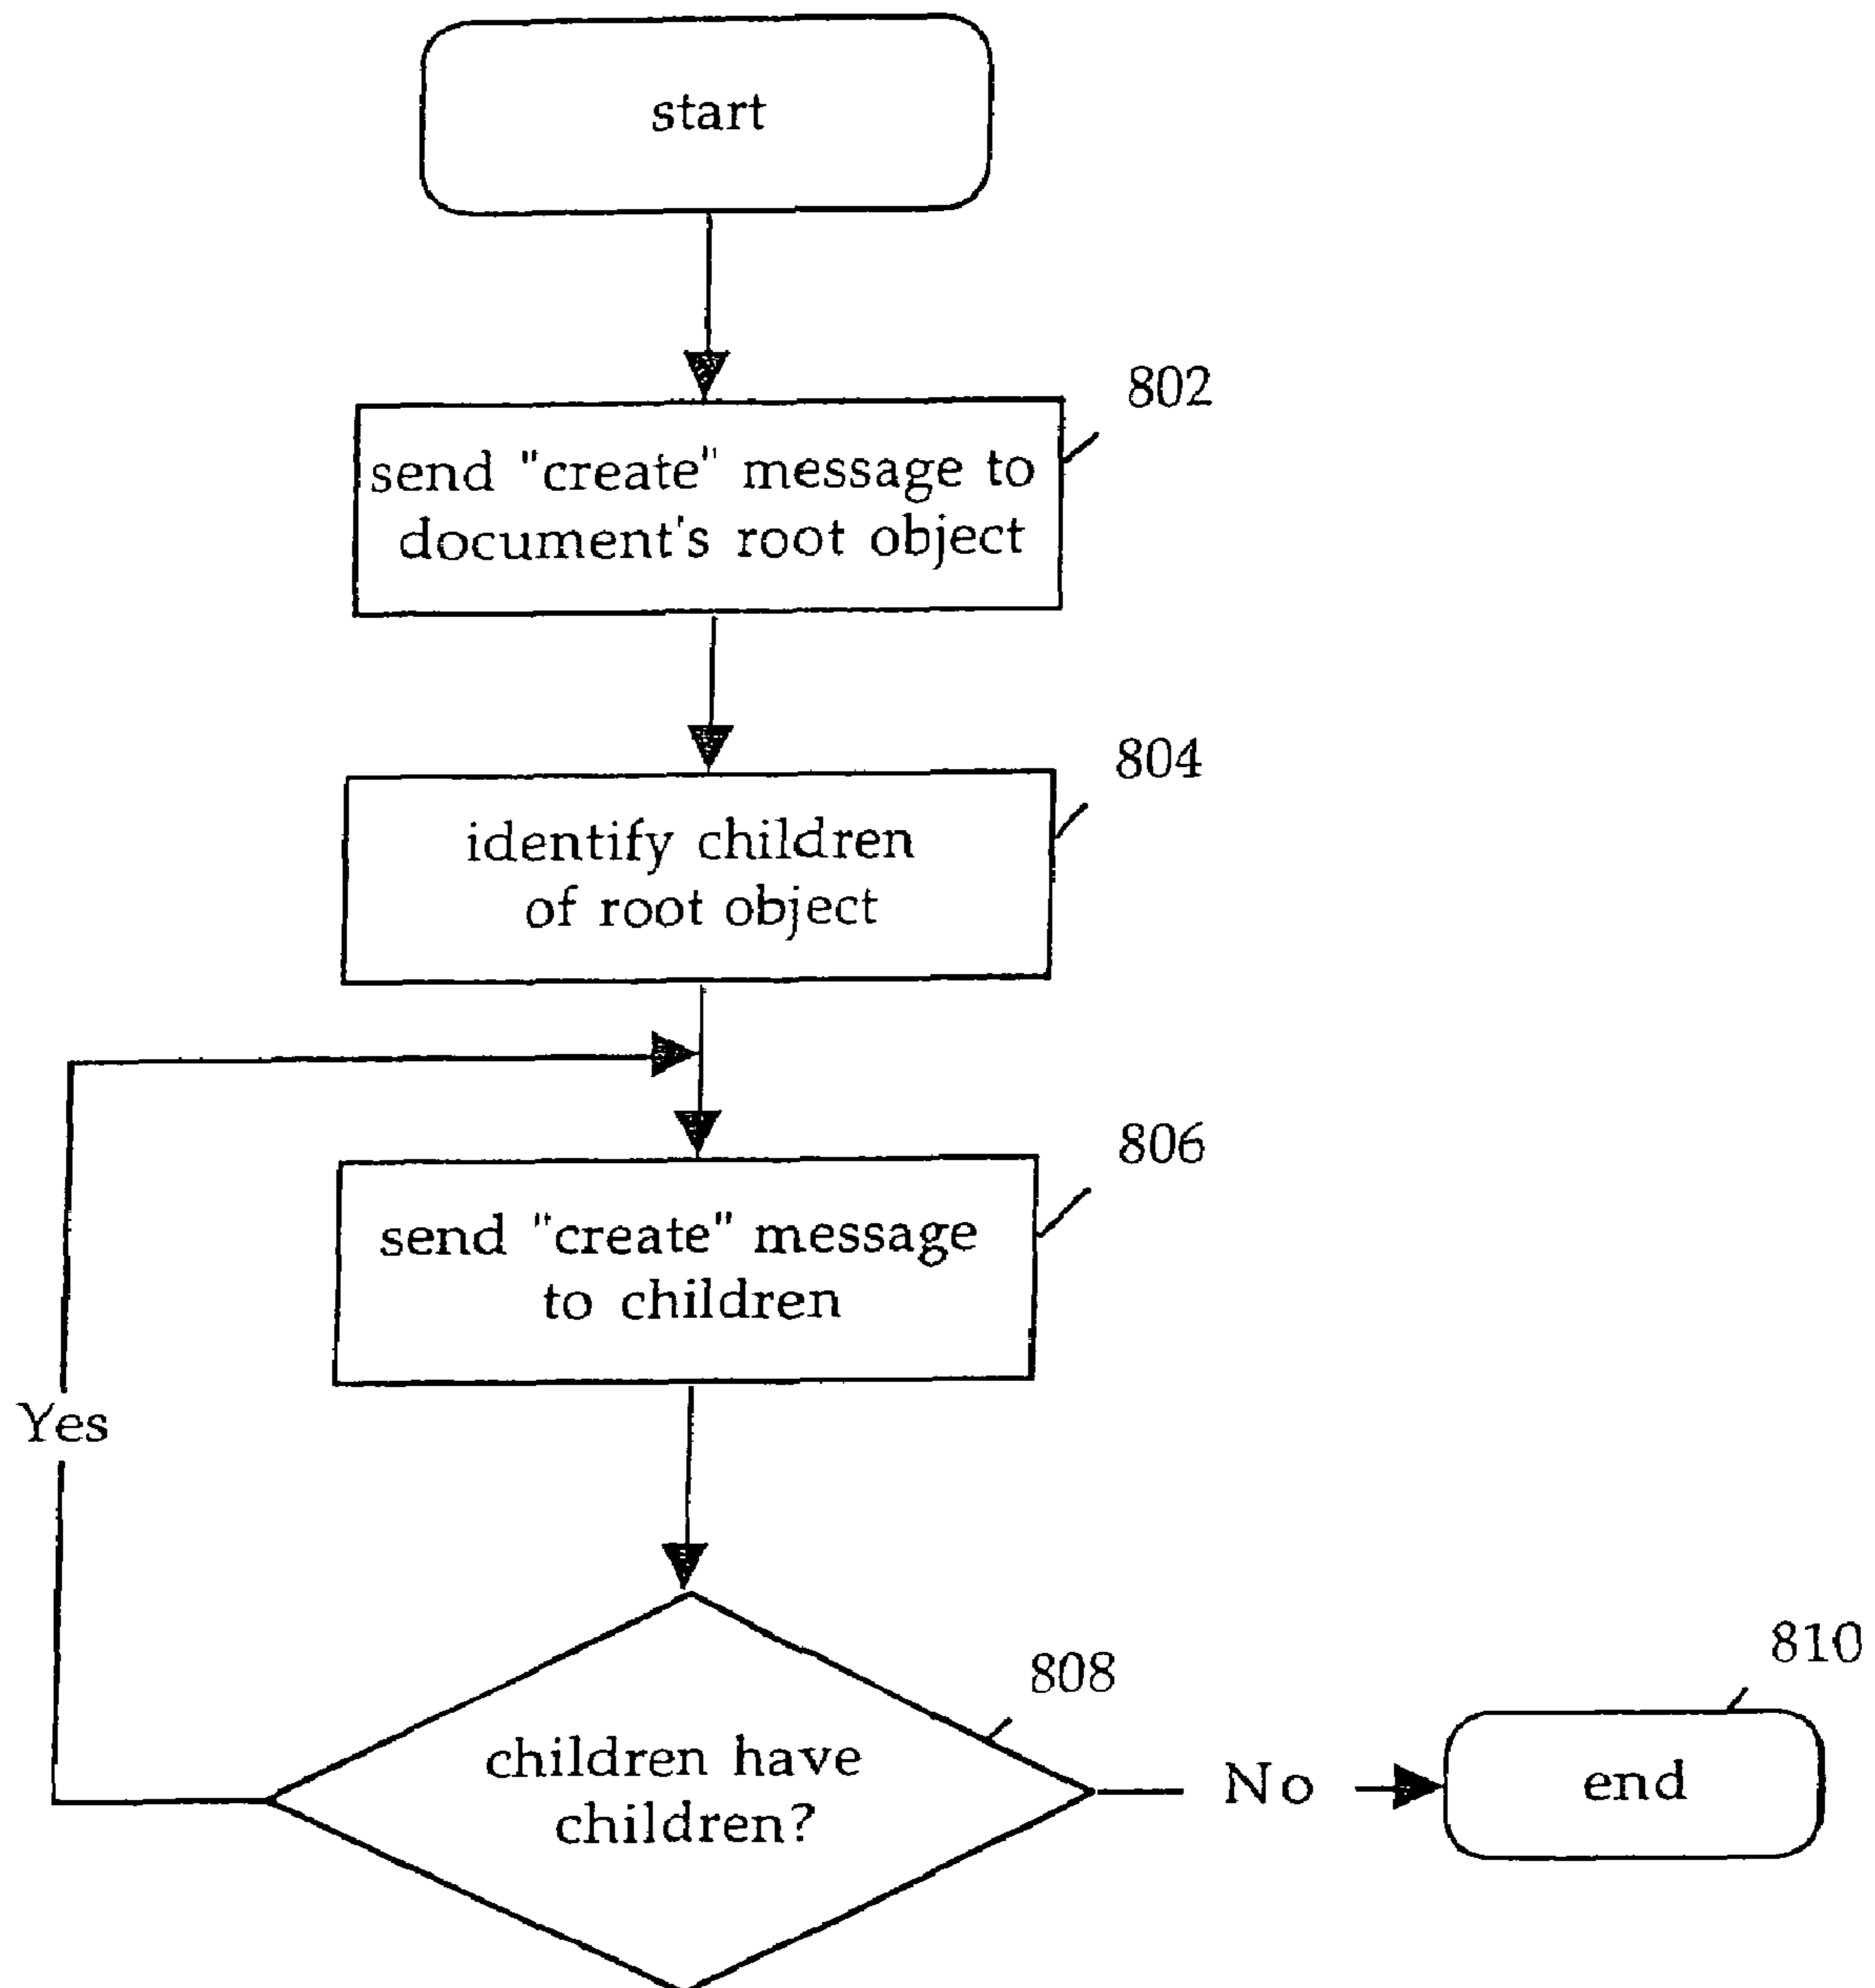 start
802
send "create" message to
document's root object
804
identify children
of root object
806
send "create" message
to children
Yes
808
children have
children?
No
810
end